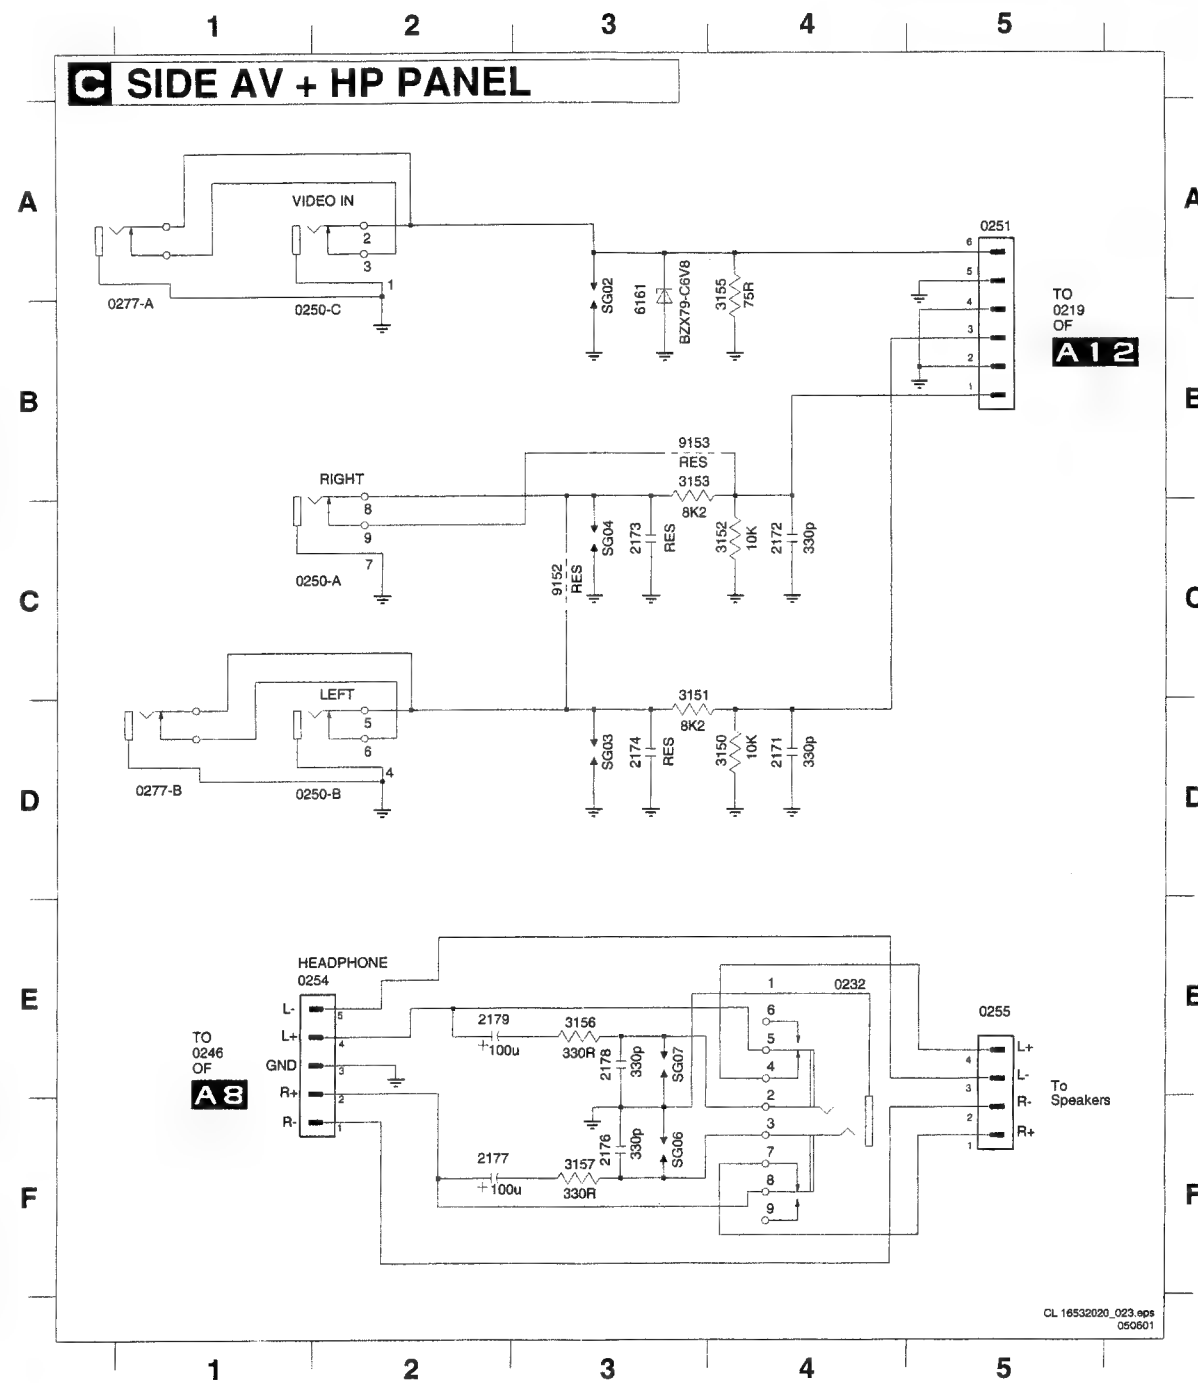 1 2 3 4 5
C SIDE AV + HP PANEL
A
A
VIDEO IN
2
3
1
0277-A
0250-C
SG02
6161
BZX79-C6V8
3155
75R
0251
6
5
4
3
2
1
TO
0219
OF
A12
B
B
9153
RES
RIGHT
8
9
7
0250-A
3153
8K2
SG04
2173
RES
3152
10K
2172
330p
9152
RES
C
C
LEFT
5
6
4
0277-B
0250-B
3151
8K2
SG03
2174
RES
3150
10K
2171
330p
D
D
HEADPHONE
0254
L- 5
L+ 4
GND 3
R+ 2
R- 1
TO
0246
OF
A8
E
E
2179
+100u
3156
330R
2178
330p
SG07
1
0232
6
5
4
2
3
7
8
9
2177
+100u
3157
330R
2176
330p
SG06
0255
4 L+
3 L-
2 R-
1 R+
To
Speakers
F
F
CL 16532020_023.eps
050601
1 2 3 4 5